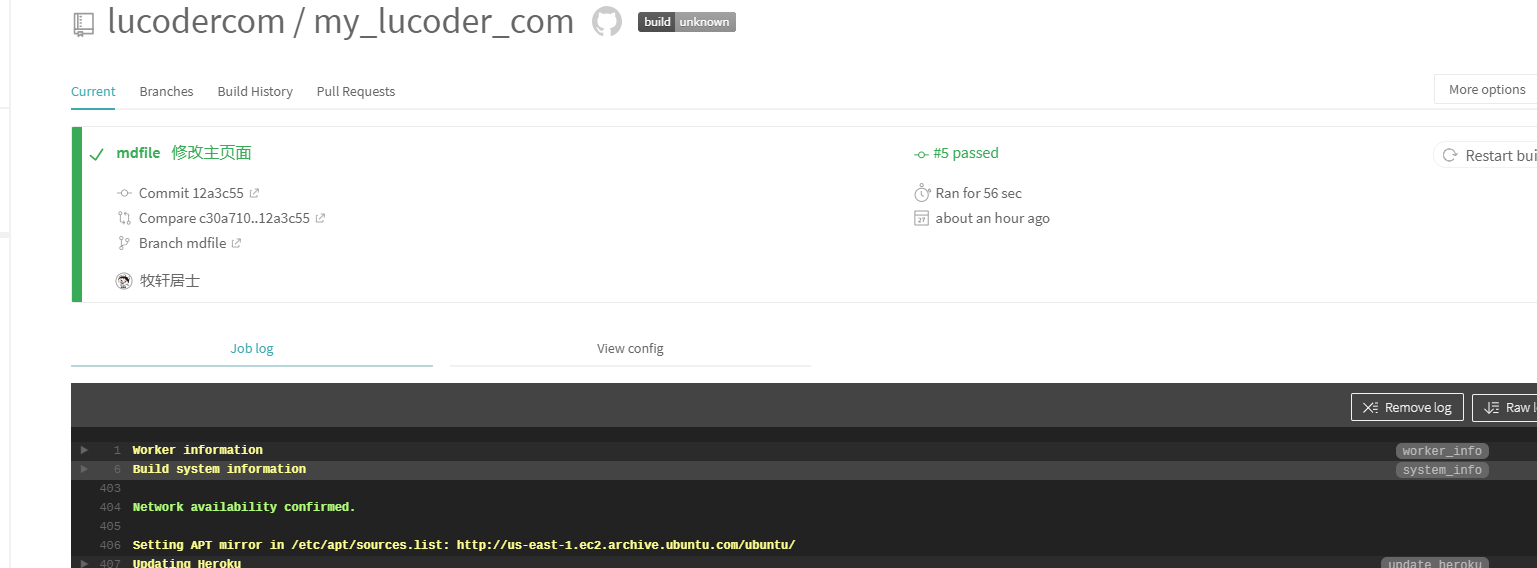 lucodercom / my_lucoder_com build unknown
Current Branches Build History Pull Requests More options
mdfile 修改主页面 #5 passed Restart bui
Commit 12a3c55 Ran for 56 sec
Compare c30a710..12a3c55 27 about an hour ago
Branch mdfile
牧轩居士
Job log View config
Remove log Raw l
1 Worker information worker_info
6 Build system information system_info
403
404 Network availability confirmed.
405
406 Setting APT mirror in /etc/apt/sources.list: http://us-east-1.ec2.archive.ubuntu.com/ubuntu/
407 Updating Heroku update_heroku